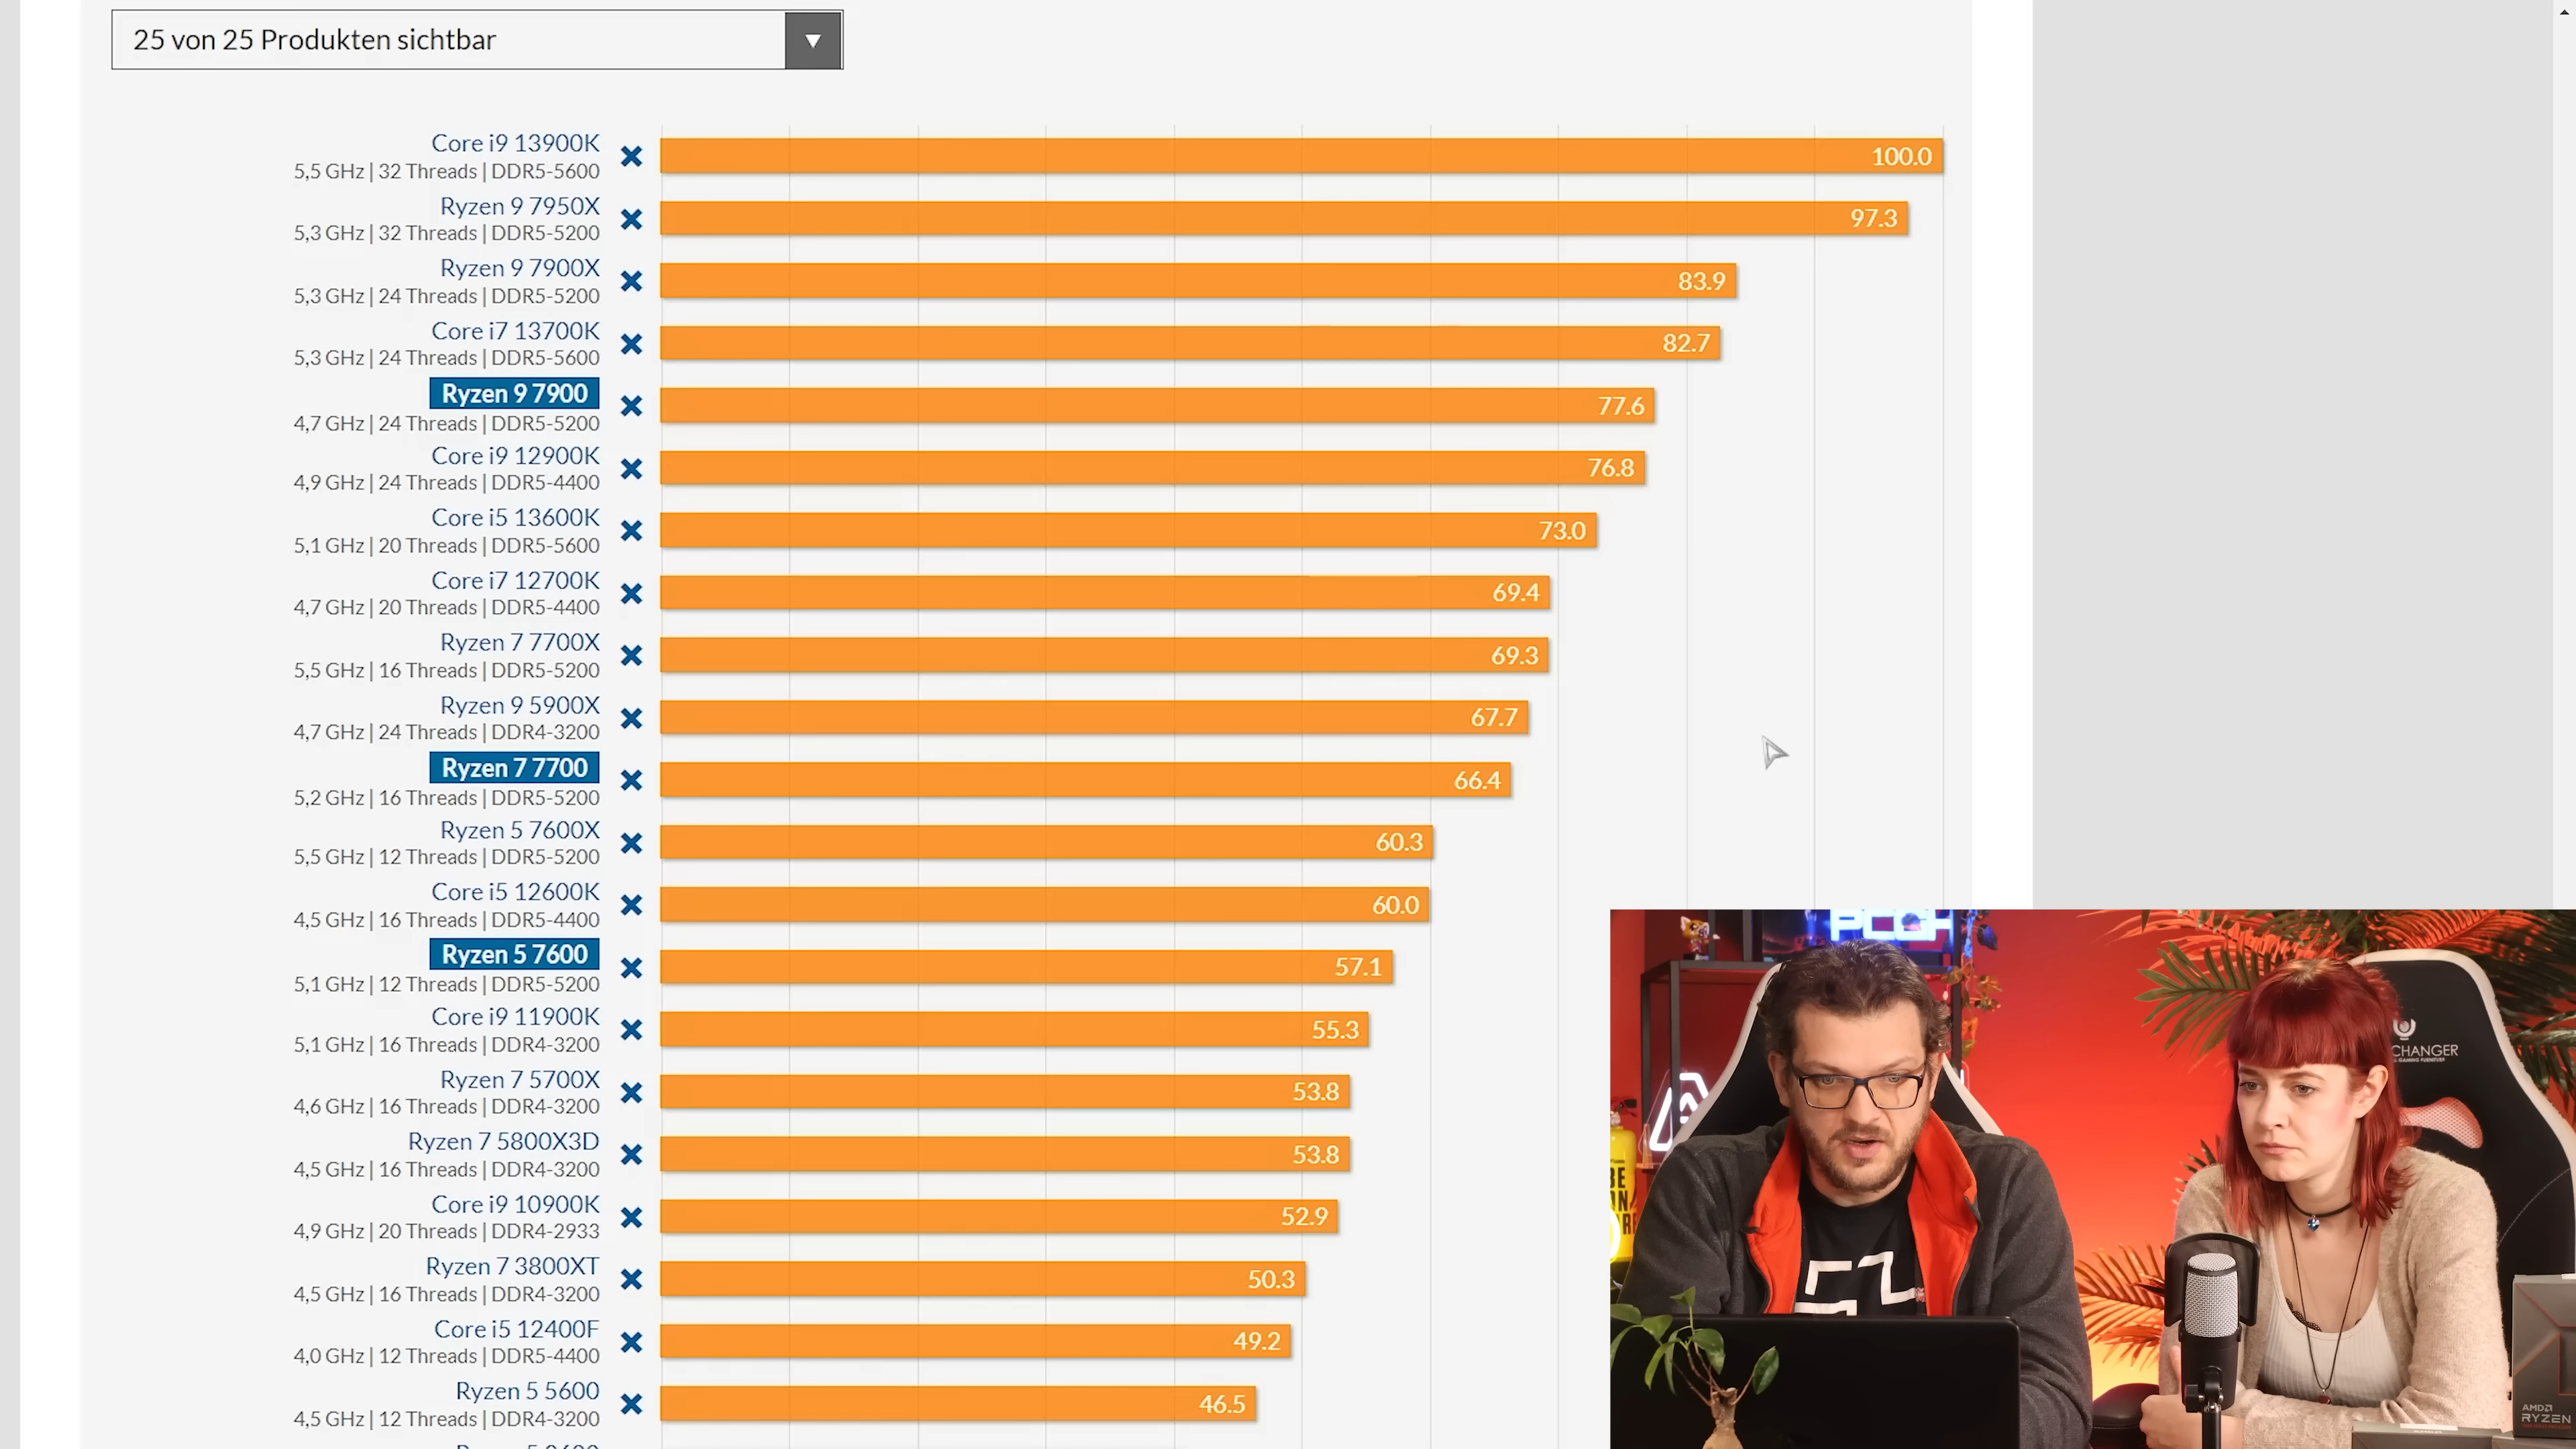 25 von 25 Produkten sichtbar
Core i9 13900K
5,5 GHz | 32 Threads | DDR5-5600
100.0
Ryzen 9 7950X
5,3 GHz | 32 Threads | DDR5-5200
97.3
Ryzen 9 7900X
5,3 GHz | 24 Threads | DDR5-5200
83.9
Core i7 13700K
5,3 GHz | 24 Threads | DDR5-5600
82.7
Ryzen 9 7900
4,7 GHz | 24 Threads | DDR5-5200
77.6
Core i9 12900K
4,9 GHz | 24 Threads | DDR5-4400
76.8
Core i5 13600K
5,1 GHz | 20 Threads | DDR5-5600
73.0
Core i7 12700K
4,7 GHz | 20 Threads | DDR5-4400
69.4
Ryzen 7 7700X
5,5 GHz | 16 Threads | DDR5-5200
69.3
Ryzen 9 5900X
4,7 GHz | 24 Threads | DDR4-3200
67.7
Ryzen 7 7700
5,2 GHz | 16 Threads | DDR5-5200
66.4
Ryzen 5 7600X
5,5 GHz | 12 Threads | DDR5-5200
60.3
Core i5 12600K
4,5 GHz | 16 Threads | DDR5-4400
60.0
Ryzen 5 7600
5,1 GHz | 12 Threads | DDR5-5200
57.1
Core i9 11900K
5,1 GHz | 16 Threads | DDR4-3200
55.3
Ryzen 7 5700X
4,6 GHz | 16 Threads | DDR4-3200
53.8
Ryzen 7 5800X3D
4,5 GHz | 16 Threads | DDR4-3200
53.8
Core i9 10900K
4,9 GHz | 20 Threads | DDR4-2933
52.9
Ryzen 7 3800XT
4,5 GHz | 16 Threads | DDR4-3200
50.3
Core i5 12400F
4,0 GHz | 12 Threads | DDR5-4400
49.2
Ryzen 5 5600
4,5 GHz | 12 Threads | DDR4-3200
46.5
PCGH
CHANGER
AMD
RYZEN